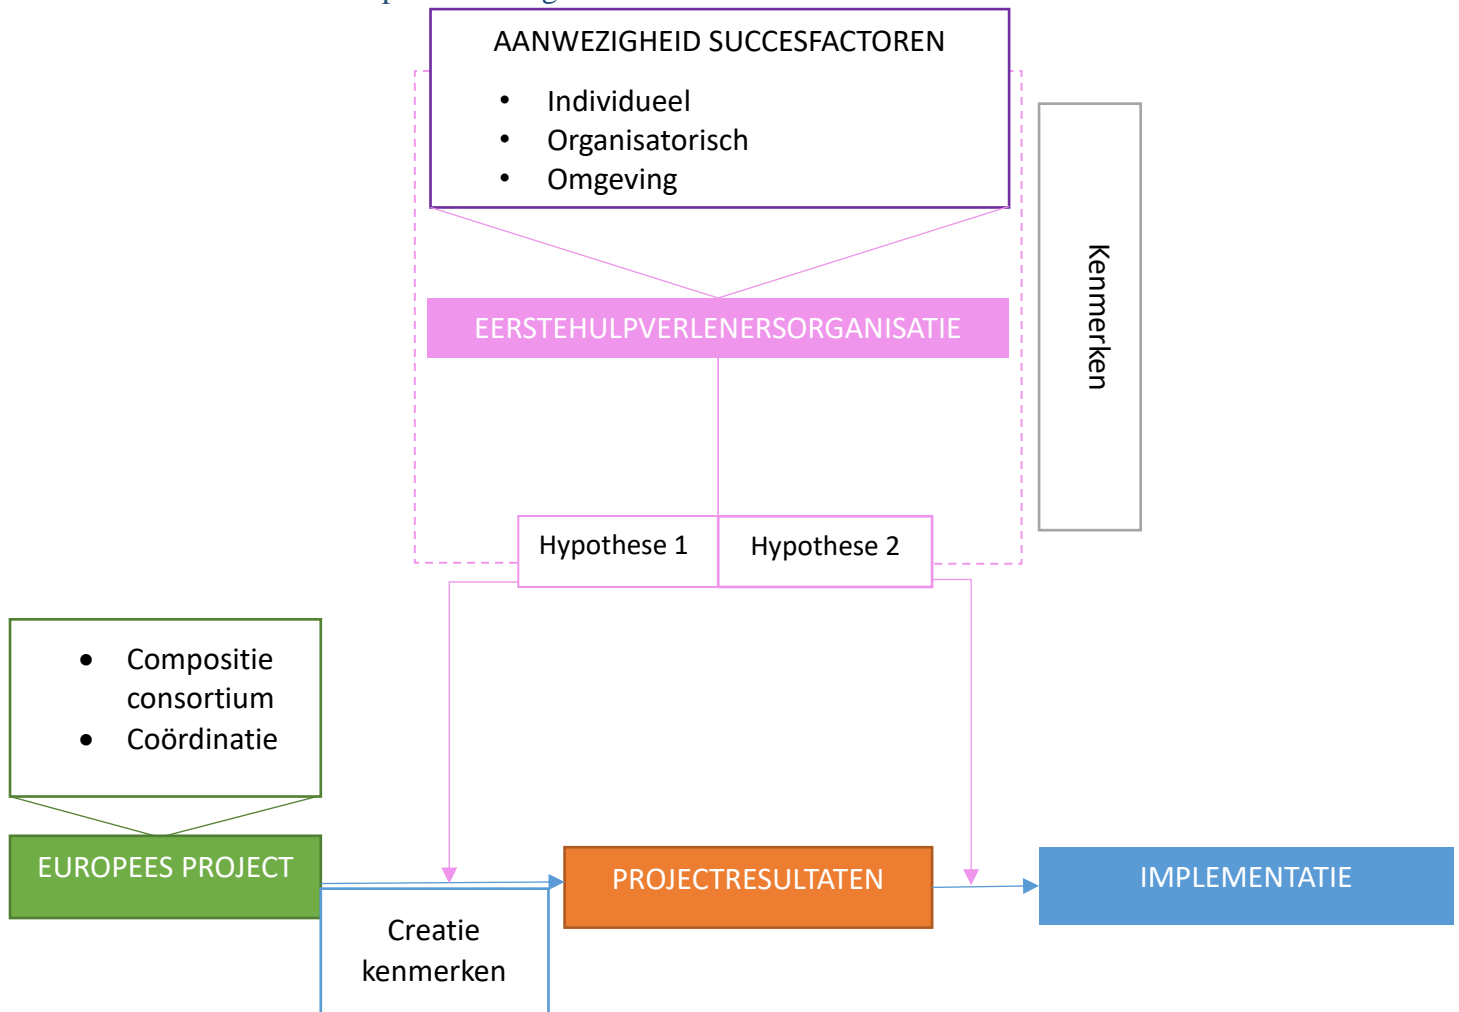 AANWEZIGHEID SUCCESFACTOREN
• Individueel
• Organisatorisch
• Omgeving
Kenmerken
EERSTEHULPVERLENERSORGANISATIE
Hypothese 1
Hypothese 2
• Compositie
consortium
• Coördinatie
EUROPEES PROJECT
PROJECTRESULTATEN
IMPLEMENTATIE
Creatie
kenmerken